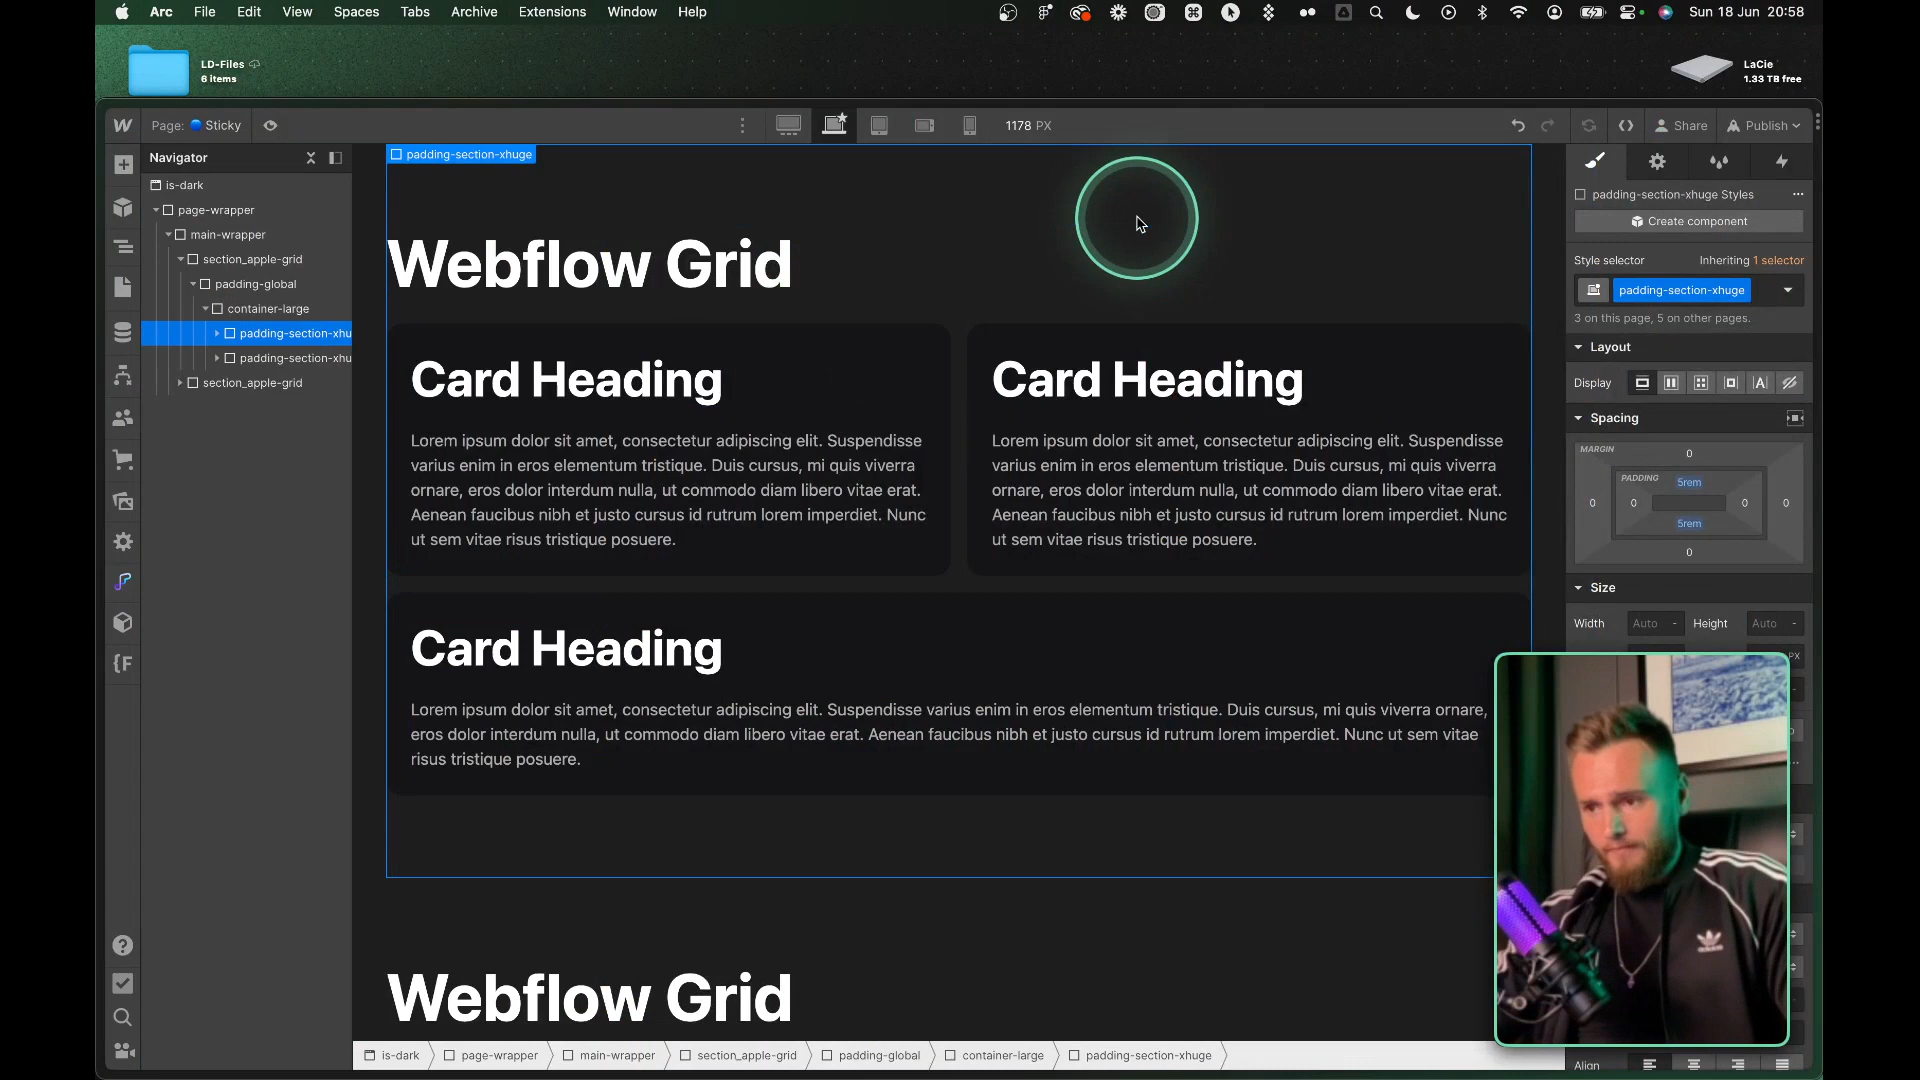 Arc File Edit View Spaces Tabs Archive Extensions Window Help
Sun 18 Jun 20:58
LD-Files
6 items
LaCie
1.33 TB free
Page: Sticky
1178 PX
Share
Publish
Navigator
is-dark
page-wrapper
main-wrapper
section_apple-grid
padding-global
container-large
padding-section-xhu
padding-section-xhu
section_apple-grid
padding-section-xhuge
Webflow Grid
Card Heading
Lorem ipsum dolor sit amet, consectetur adipiscing elit. Suspendisse
varius enim in eros elementum tristique. Duis cursus, mi quis viverra
ornare, eros dolor interdum nulla, ut commodo diam libero vitae erat.
Aenean faucibus nibh et justo cursus id rutrum lorem imperdiet. Nunc
ut sem vitae risus tristique posuere.
Card Heading
Lorem ipsum dolor sit amet, consectetur adipiscing elit. Suspendisse
varius enim in eros elementum tristique. Duis cursus, mi quis viverra
ornare, eros dolor interdum nulla, ut commodo diam libero vitae erat.
Aenean faucibus nibh et justo cursus id rutrum lorem imperdiet. Nunc
ut sem vitae risus tristique posuere.
Card Heading
Lorem ipsum dolor sit amet, consectetur adipiscing elit. Suspendisse varius enim in eros elementum tristique. Duis cursus, mi quis viverra ornare,
eros dolor interdum nulla, ut commodo diam libero vitae erat. Aenean faucibus nibh et justo cursus id rutrum lorem imperdiet. Nunc ut sem vitae
risus tristique posuere.
Webflow Grid
is-dark page-wrapper main-wrapper section_apple-grid padding-global container-large padding-section-xhuge
padding-section-xhuge Styles
Create component
Style selector Inheriting 1 selector
padding-section-xhuge
3 on this page, 5 on other pages.
Layout
Display
Spacing
MARGIN
0
PADDING
5rem
0 0 0 0
5rem
0
Size
Width Auto - Height Auto -
PX
Align